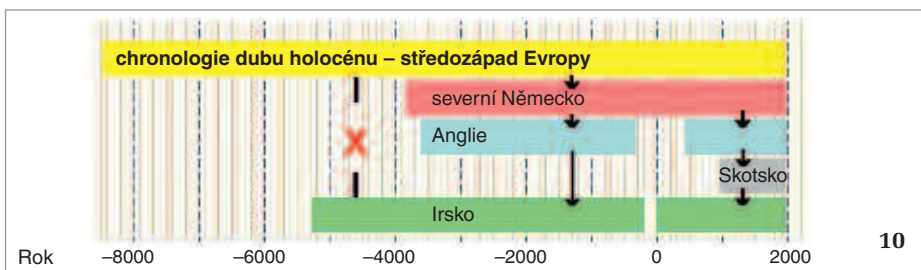 chronologie dubu holocénu – středozápad Evropy
severní Německo
Anglie
Skotsko
Irsko
10
Rok –8000 –6000 –4000 –2000 0 2000